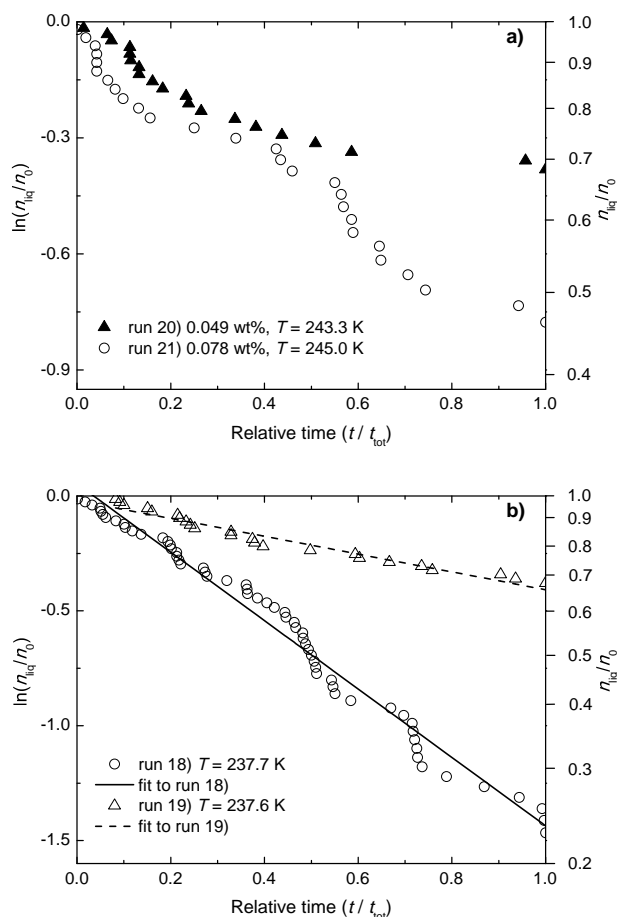 a)
0.0
-0.3
-0.6
-0.9
ln(n_liq/n_0)
1.0
0.9
0.8
0.7
0.6
0.5
0.4
n_liq/n_0
▲ run 20) 0.049 wt%, T = 243.3 K
○ run 21) 0.078 wt%, T = 245.0 K
0.0 0.2 0.4 0.6 0.8 1.0
Relative time (t / t_tot)
b)
0.0
-0.5
-1.0
-1.5
ln(n_liq/n_0)
1.0
0.9
0.8
0.7
0.6
0.5
0.4
0.3
0.2
n_liq/n_0
○ run 18) T = 237.7 K
fit to run 18)
△ run 19) T = 237.6 K
fit to run 19)
0.0 0.2 0.4 0.6 0.8 1.0
Relative time (t / t_tot)